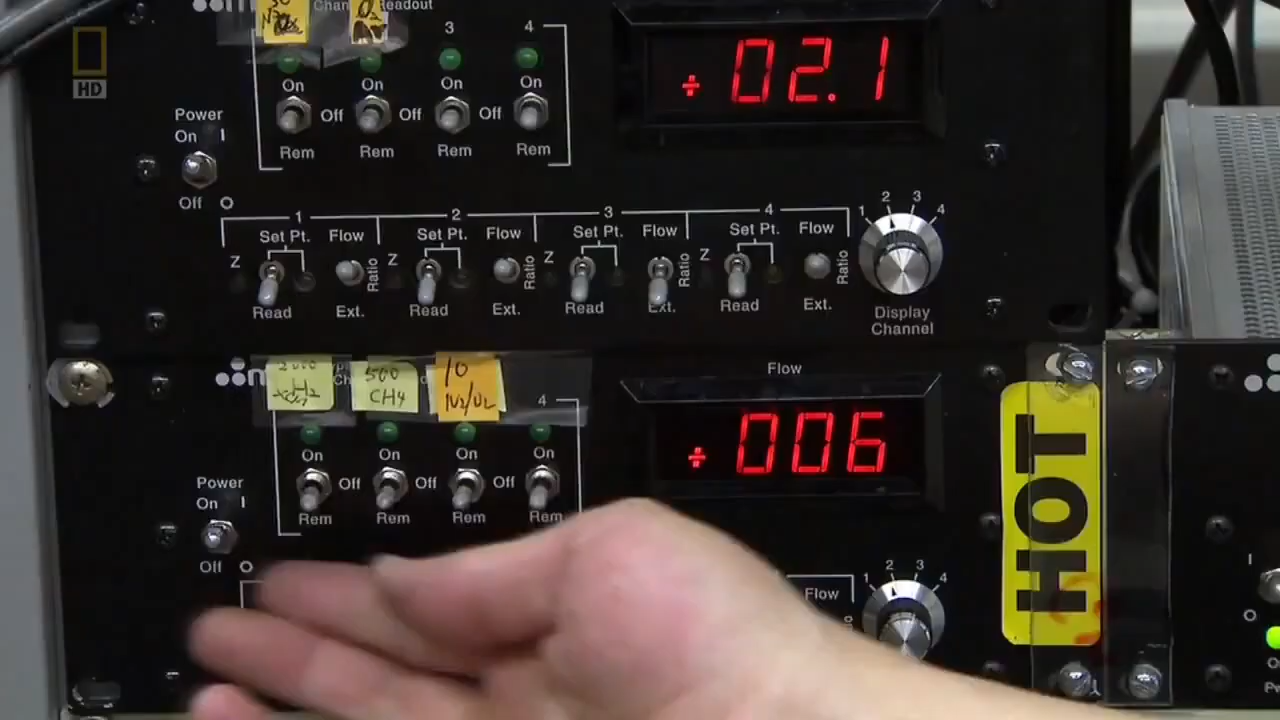 Readout
HD
3 4
+02.1
On On On On
Off Off Off
Rem Rem Rem Rem
Power
On I
Off O
1 2 3 4
Set Pt. Flow Set Pt. Flow Set Pt. Flow Set Pt. Flow
Z Ratio Z Ratio Z Ratio Z Ratio
Read Ext. Read Ext. Read Ext. Read Ext.
1 2 3 4
Display
Channel
Flow
+006
H2
500
CH4
10
N2/O2
4
On On On On
Off Off Off
Rem Rem Rem Rem
Power
On I
Off O
Flow
1 2 3 4
HOT
I
O